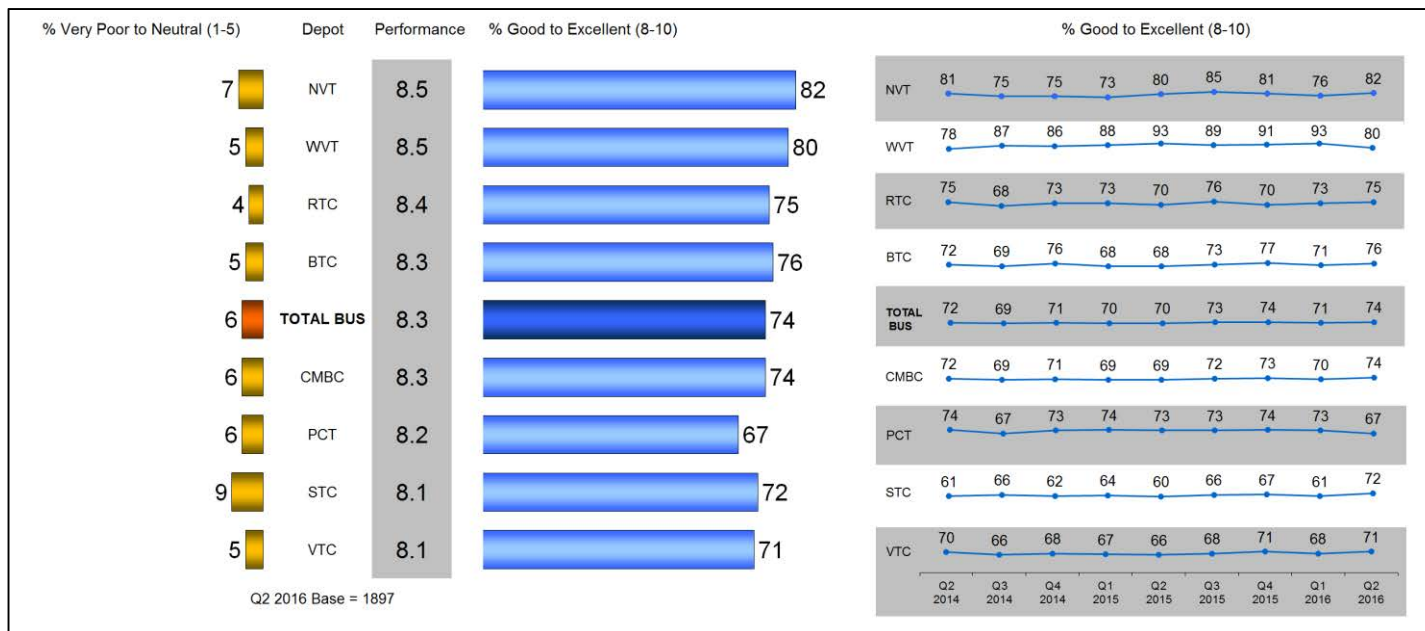 % Very Poor to Neutral (1-5) Depot Performance % Good to Excellent (8-10)
7 NVT 8.5 82
5 WVT 8.5 80
4 RTC 8.4 75
5 BTC 8.3 76
6 TOTAL BUS 8.3 74
6 CMBC 8.3 74
6 PCT 8.2 67
9 STC 8.1 72
5 VTC 8.1 71
Q2 2016 Base = 1897
% Good to Excellent (8-10)
NVT 81 75 75 73 80 85 81 76 82
WVT 78 87 86 88 93 89 91 93 80
RTC 75 68 73 73 70 76 70 73 75
BTC 72 69 76 68 68 73 77 71 76
TOTAL
BUS 72 69 71 70 70 73 74 71 74
CMBC 72 69 71 69 69 72 73 70 74
PCT 74 67 73 74 73 73 74 73 67
STC 61 66 62 64 60 66 67 61 72
VTC 70 66 68 67 66 68 71 68 71
Q2 Q3 Q4 Q1 Q2 Q3 Q4 Q1 Q2
2014 2014 2014 2015 2015 2015 2015 2016 2016